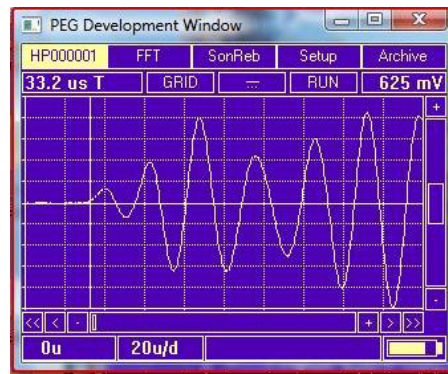 PEG Development Window
HP000001 FFT SonReb Setup Archive
33.2 us T GRID RUN 625 mV
+
<< < - + > >> -
0u 20u/d